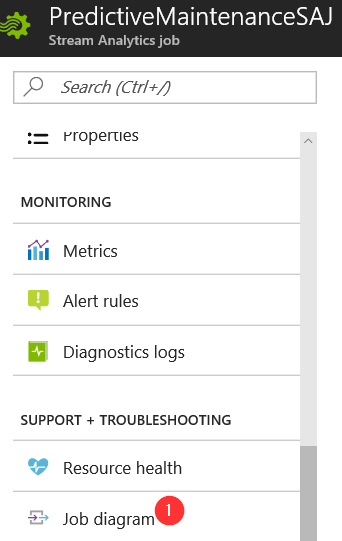 PredictiveMaintenanceSAJ
Stream Analytics job
Search (Ctrl+/)
Properties
MONITORING
Metrics
Alert rules
Diagnostics logs
SUPPORT + TROUBLESHOOTING
Resource health
Job diagram 1